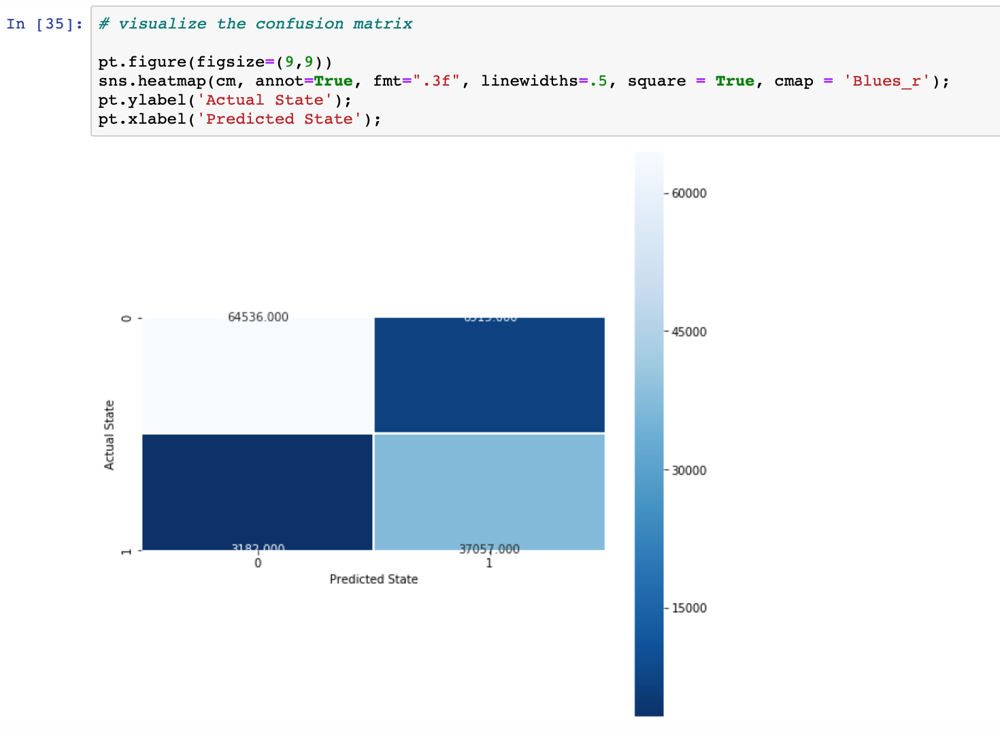 In [35]: # visualize the confusion matrix
pt.figure(figsize=(9,9))
sns.heatmap(cm, annot=True, fmt=".3f", linewidths=.5, square = True, cmap = 'Blues_r');
pt.ylabel('Actual State');
pt.xlabel('Predicted State');
60000
45000
30000
15000
0
64536.000
Actual State
1
3182.000
37057.000
0
1
Predicted State